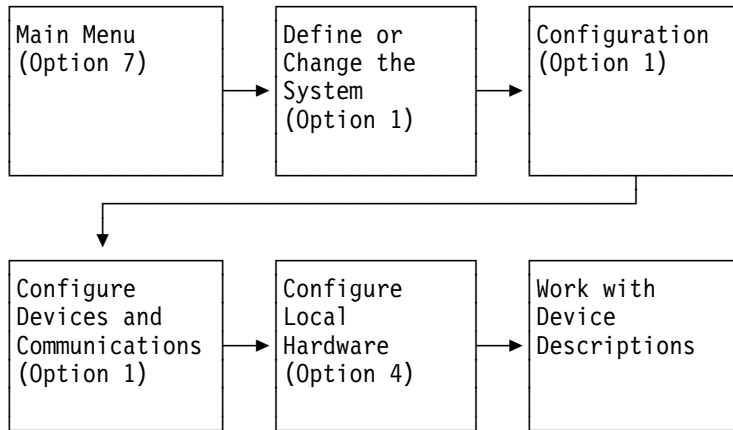 Main Menu
(Option 7)
Define or
Change the
System
(Option 1)
Configuration
(Option 1)
Configure
Devices and
Communications
(Option 1)
Configure
Local
Hardware
(Option 4)
Work with
Device
Descriptions